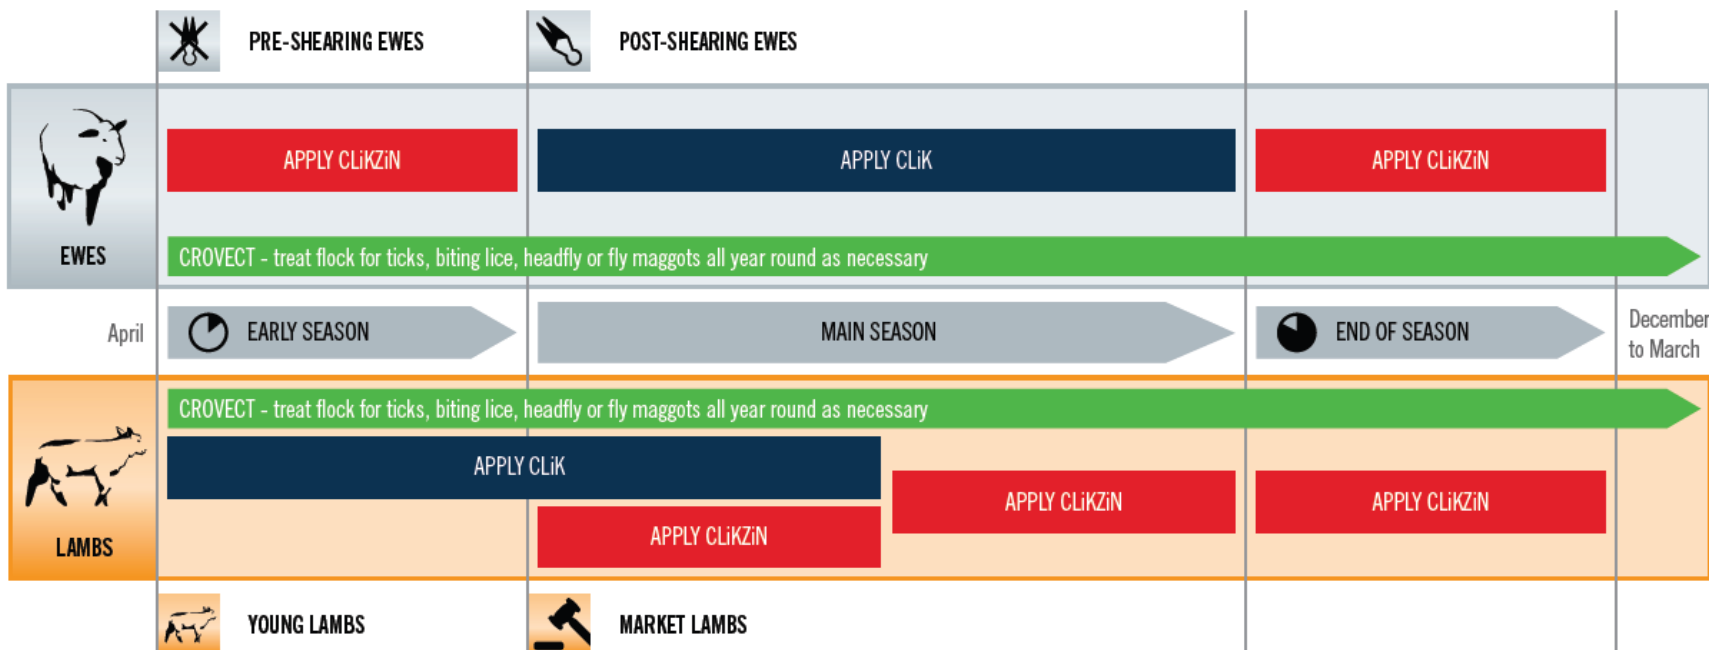 PRE-SHEARING EWES
POST-SHEARING EWES
APPLY CLiKZiN
APPLY CLiK
APPLY CLiKZiN
EWES
CROVECT - treat flock for ticks, biting lice, headfly or fly maggots all year round as necessary
April
EARLY SEASON
MAIN SEASON
END OF SEASON
December
to March
CROVECT - treat flock for ticks, biting lice, headfly or fly maggots all year round as necessary
APPLY CLiK
APPLY CLiKZiN
APPLY CLiKZiN
APPLY CLiKZiN
LAMBS
YOUNG LAMBS
MARKET LAMBS